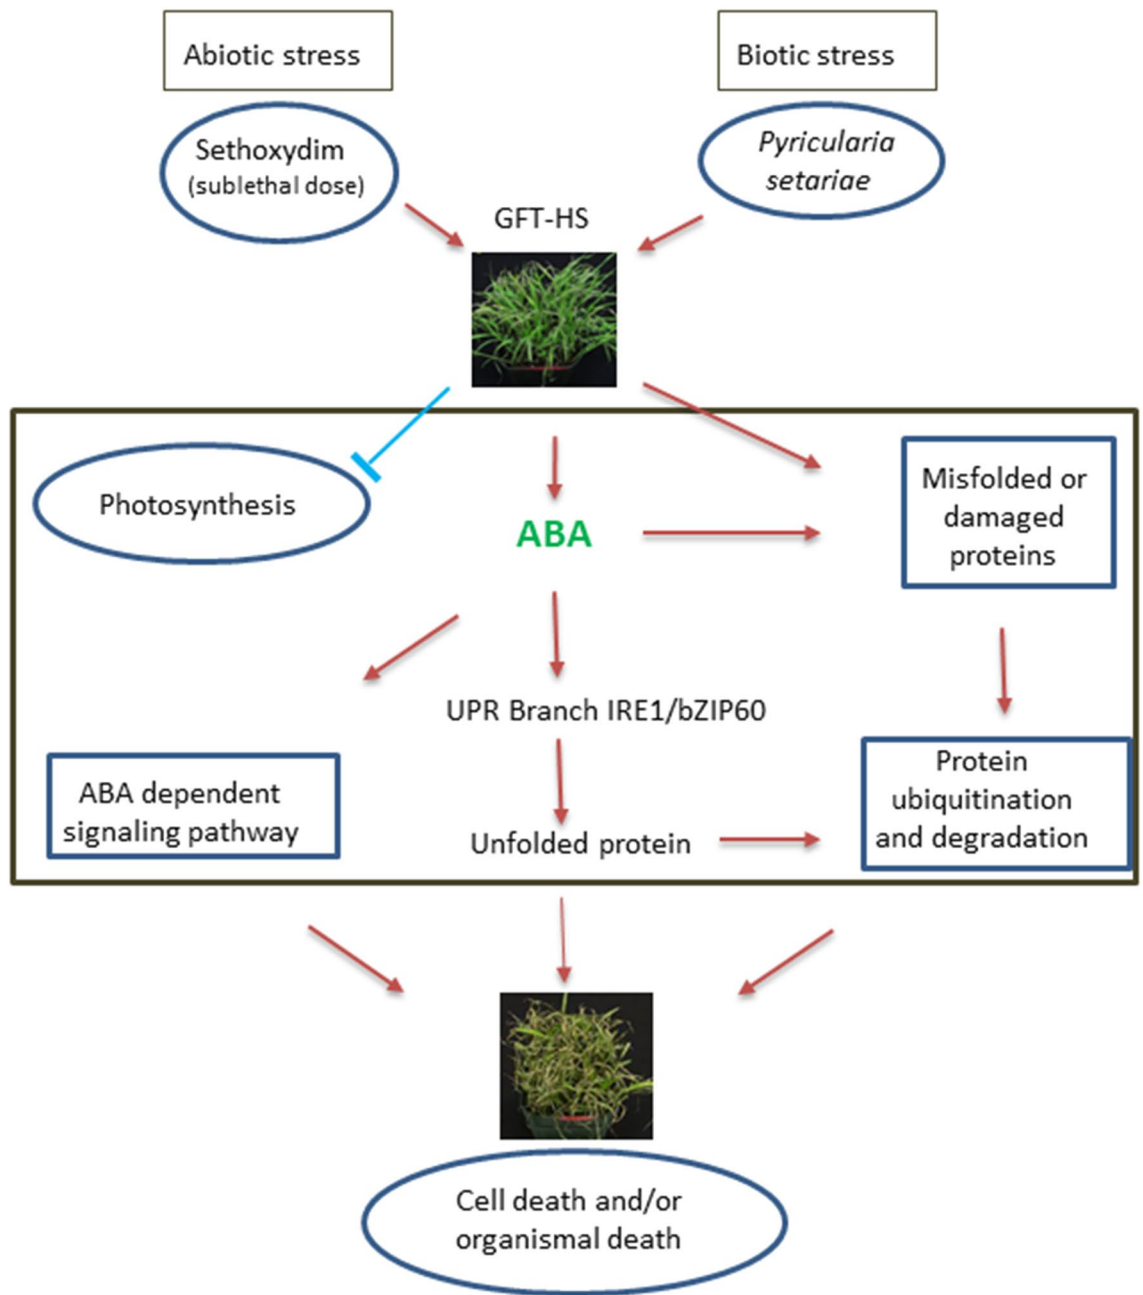 Abiotic stress
Biotic stress
Sethoxydim
(sublethal dose)
Pyricularia
setariae
GFT-HS
Photosynthesis
ABA
Misfolded or
damaged
proteins
UPR Branch IRE1/bZIP60
ABA dependent
signaling pathway
Unfolded protein
Protein
ubiquitination
and degradation
Cell death and/or
organismal death